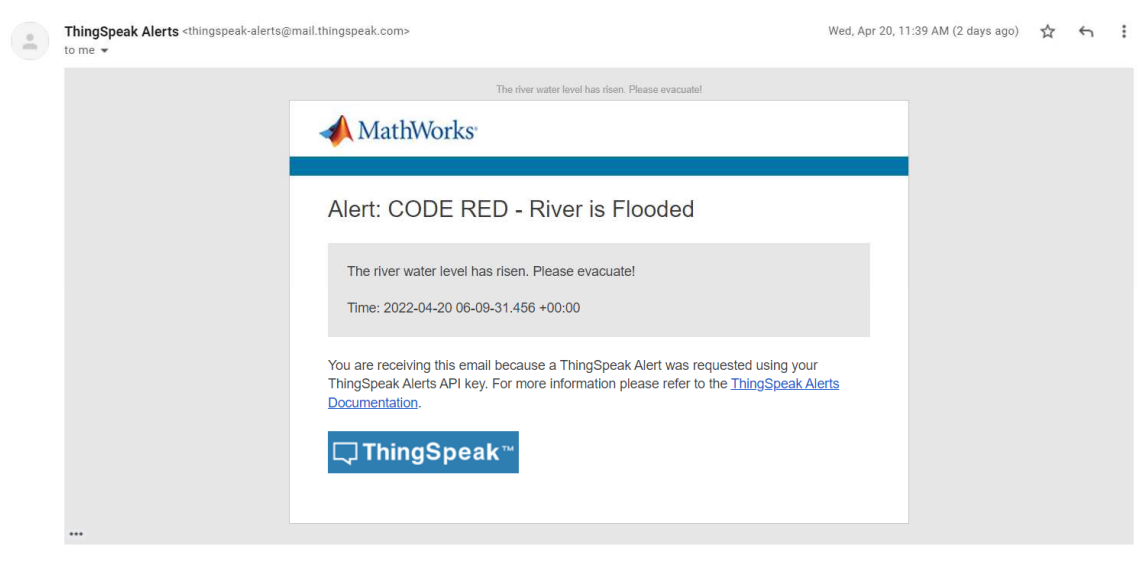 ThingSpeak Alerts <thingspeak-alerts@mail.thingspeak.com>
Wed, Apr 20, 11:39 AM (2 days ago)
to me
The river water level has risen. Please evacuate!
MathWorks®
Alert: CODE RED - River is Flooded
The river water level has risen. Please evacuate!
Time: 2022-04-20 06-09-31.456 +00:00
You are receiving this email because a ThingSpeak Alert was requested using your
ThingSpeak Alerts API key. For more information please refer to the ThingSpeak Alerts
Documentation.
ThingSpeak™